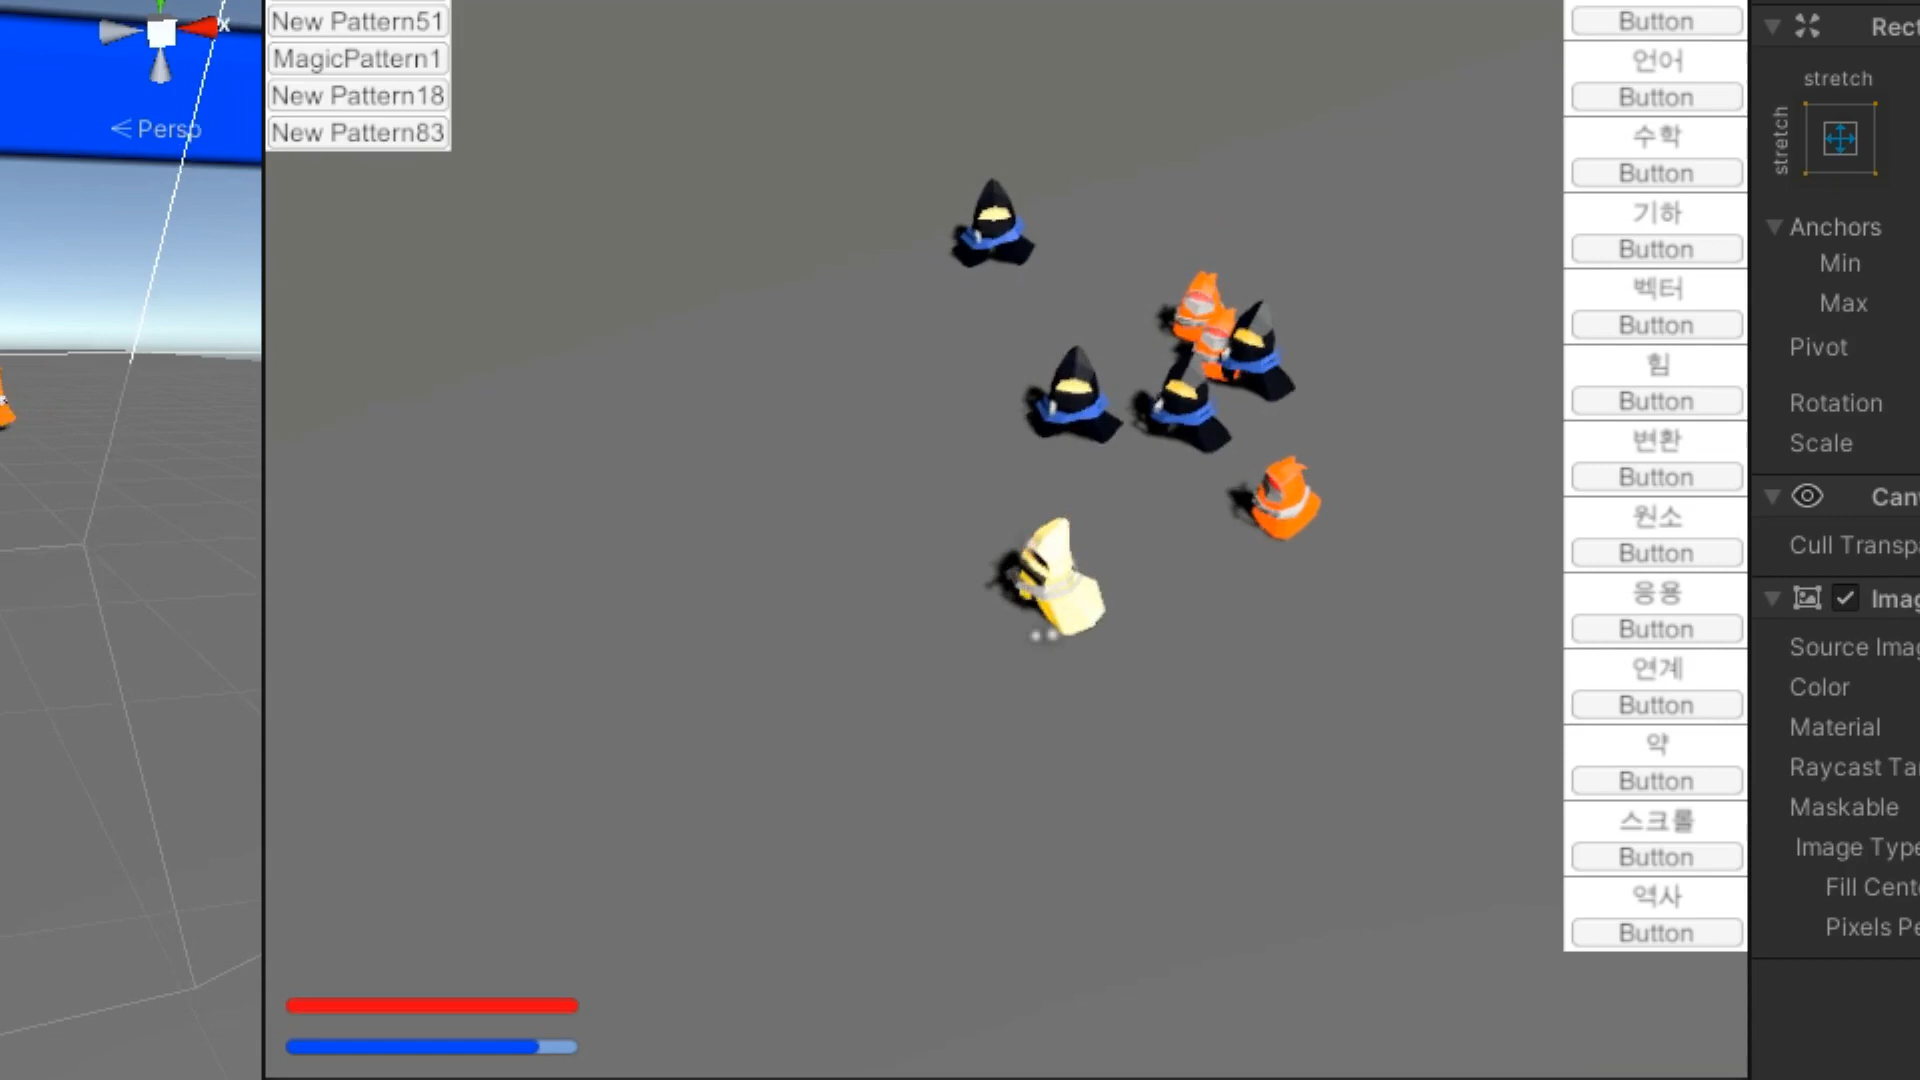 x
< Persp
New Pattern51
MagicPattern1
New Pattern18
New Pattern83
Button
언어
Button
수학
Button
기하
Button
벡터
Button
힘
Button
변환
Button
원소
Button
응용
Button
연계
Button
약
Button
스크롤
Button
역사
Button
Rect
stretch
stretch
Anchors
Min
Max
Pivot
Rotation
Scale
Can
Cull Transpa
Imag
Source Imag
Color
Material
Raycast Tar
Maskable
Image Type
Fill Cente
Pixels Pe